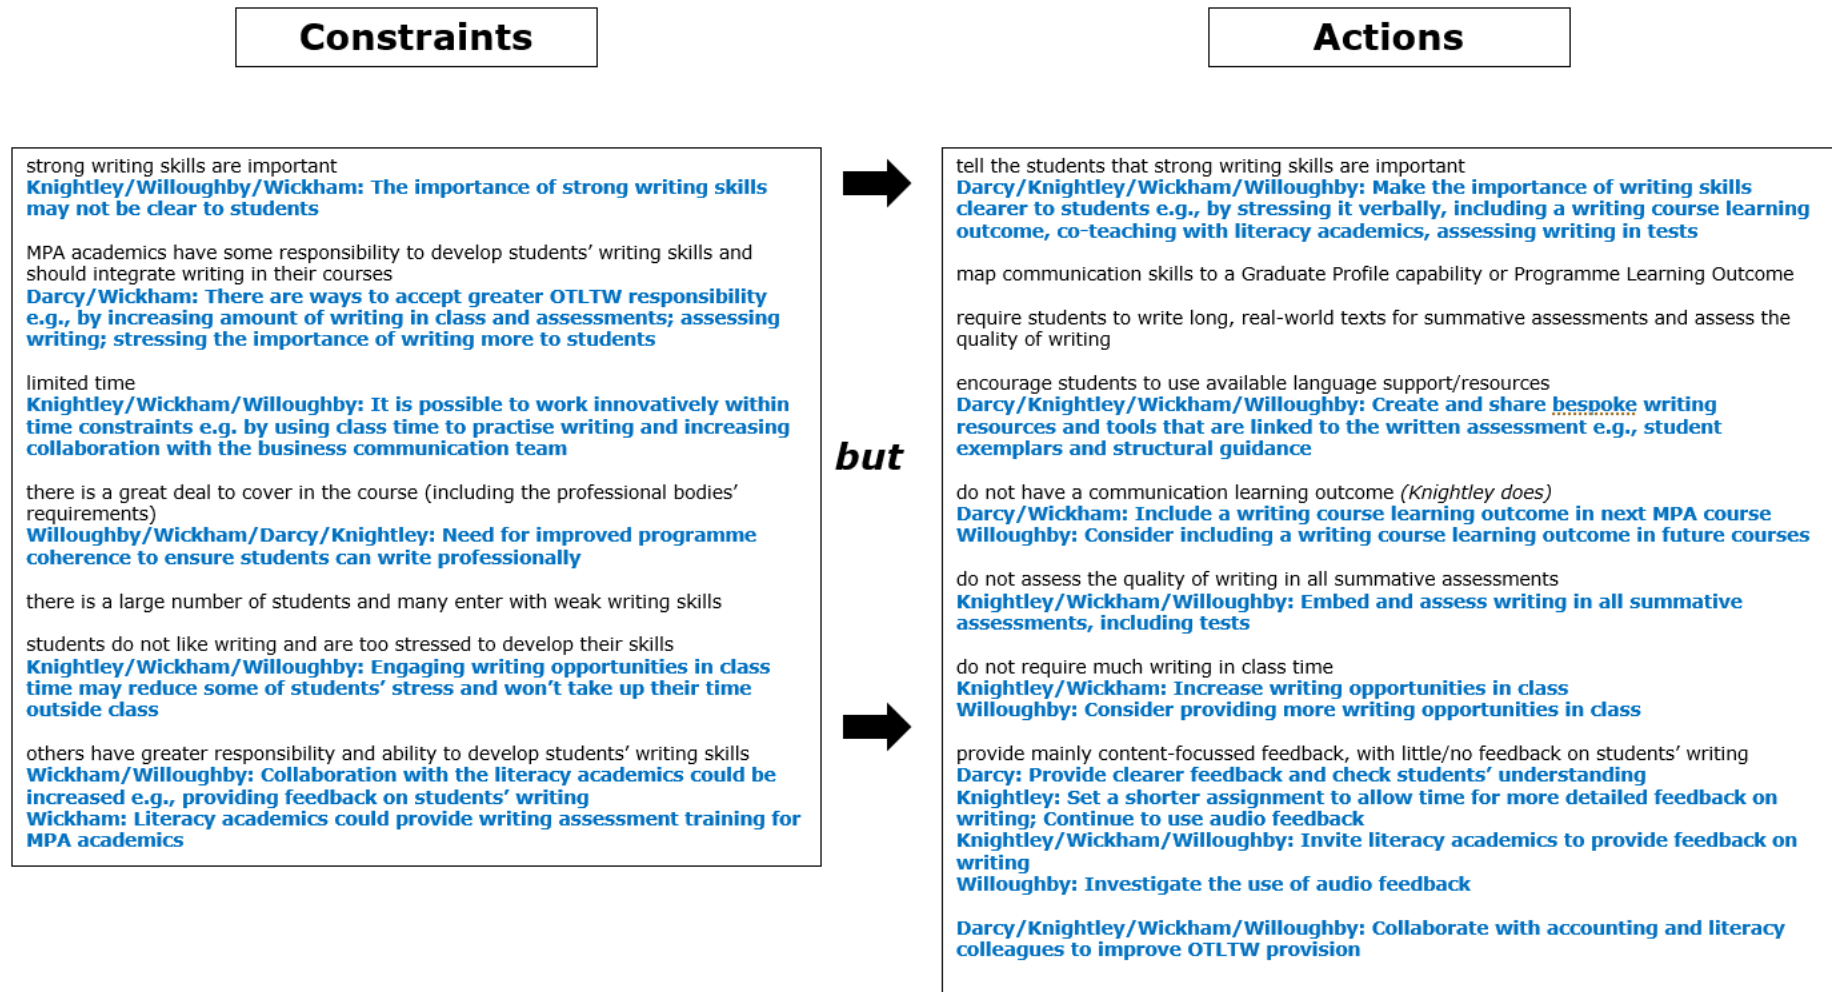 Constraints
Actions
strong writing skills are important
Knightley/Willoughby/Wickham: The importance of strong writing skills
may not be clear to students
MPA academics have some responsibility to develop students’ writing skills and
should integrate writing in their courses
Darcy/Wickham: There are ways to accept greater OTLTW responsibility
e.g., by increasing amount of writing in class and assessments; assessing
writing; stressing the importance of writing more to students
limited time
Knightley/Wickham/Willoughby: It is possible to work innovatively within
time constraints e.g. by using class time to practise writing and increasing
collaboration with the business communication team
there is a great deal to cover in the course (including the professional bodies’
requirements)
Willoughby/Wickham/Darcy/Knightley: Need for improved programme
coherence to ensure students can write professionally
there is a large number of students and many enter with weak writing skills
students do not like writing and are too stressed to develop their skills
Knightley/Wickham/Willoughby: Engaging writing opportunities in class
time may reduce some of students’ stress and won’t take up their time
outside class
others have greater responsibility and ability to develop students’ writing skills
Wickham/Willoughby: Collaboration with the literacy academics could be
increased e.g., providing feedback on students’ writing
Wickham: Literacy academics could provide writing assessment training for
MPA academics
but
tell the students that strong writing skills are important
Darcy/Knightley/Wickham/Willoughby: Make the importance of writing skills
clearer to students e.g., by stressing it verbally, including a writing course learning
outcome, co-teaching with literacy academics, assessing writing in tests
map communication skills to a Graduate Profile capability or Programme Learning Outcome
require students to write long, real-world texts for summative assessments and assess the
quality of writing
encourage students to use available language support/resources
Darcy/Knightley/Wickham/Willoughby: Create and share bespoke writing
resources and tools that are linked to the written assessment e.g., student
exemplars and structural guidance
do not have a communication learning outcome (Knightley does)
Darcy/Wickham: Include a writing course learning outcome in next MPA course
Willoughby: Consider including a writing course learning outcome in future courses
do not assess the quality of writing in all summative assessments
Knightley/Wickham/Willoughby: Embed and assess writing in all summative
assessments, including tests
do not require much writing in class time
Knightley/Wickham: Increase writing opportunities in class
Willoughby: Consider providing more writing opportunities in class
provide mainly content-focussed feedback, with little/no feedback on students’ writing
Darcy: Provide clearer feedback and check students’ understanding
Knightley: Set a shorter assignment to allow time for more detailed feedback on
writing; Continue to use audio feedback
Knightley/Wickham/Willoughby: Invite literacy academics to provide feedback on
writing
Willoughby: Investigate the use of audio feedback
Darcy/Knightley/Wickham/Willoughby: Collaborate with accounting and literacy
colleagues to improve OTLTW provision